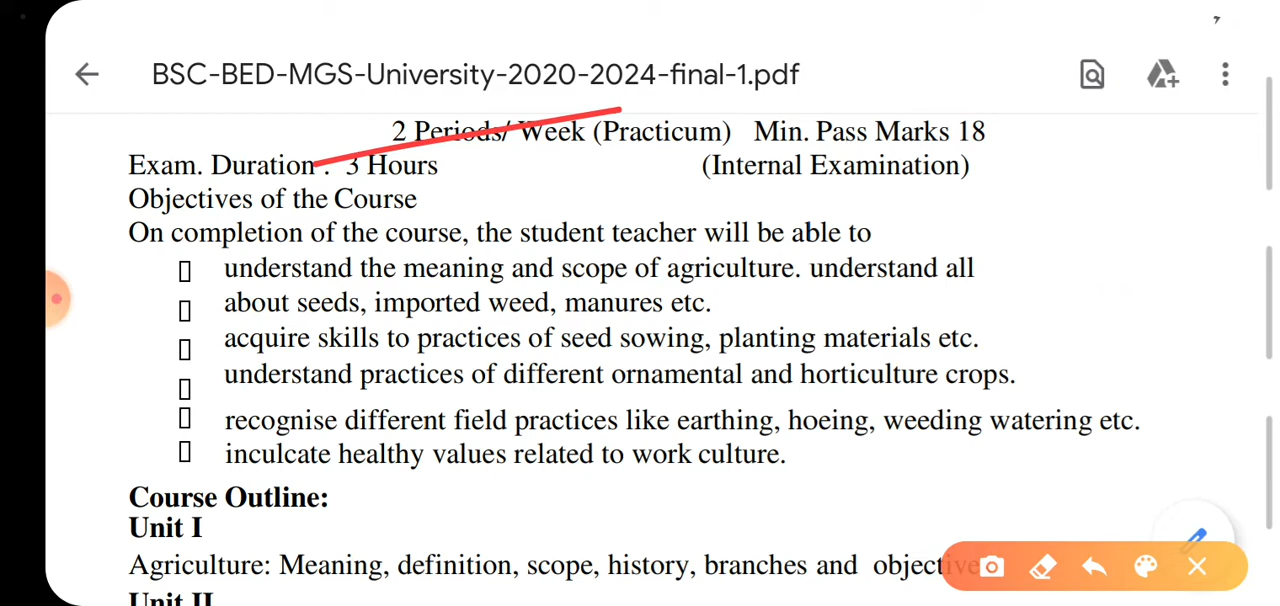 BSC-BED-MGS-University-2020-2024-final-1.pdf
2 Periods/ Week (Practicum) Min. Pass Marks 18
Exam. Duration : 3 Hours (Internal Examination)
Objectives of the Course
On completion of the course, the student teacher will be able to
understand the meaning and scope of agriculture. understand all
about seeds, imported weed, manures etc.
acquire skills to practices of seed sowing, planting materials etc.
understand practices of different ornamental and horticulture crops.
recognise different field practices like earthing, hoeing, weeding watering etc.
inculcate healthy values related to work culture.
Course Outline:
Unit I
Agriculture: Meaning, definition, scope, history, branches and objective
Unit II